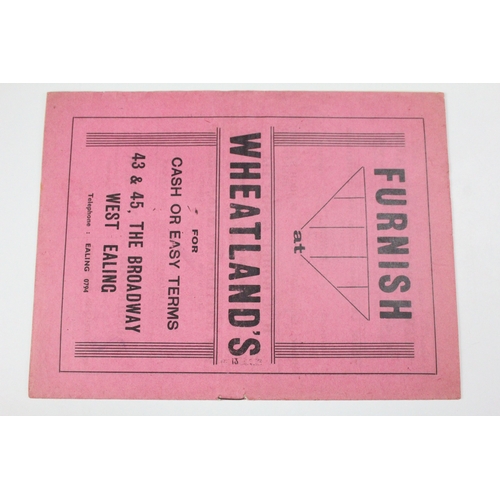 FURNISH
at
WHEATLAND'S
FOR
CASH OR EASY TERMS
43 & 45, THE BROADWAY
WEST EALING
Telephone : EALING 0794